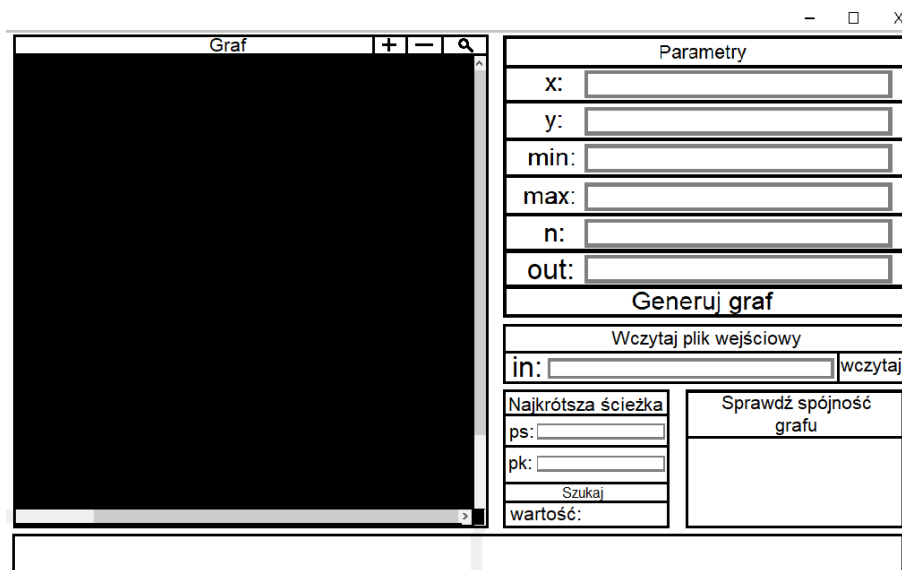 Graf
Parametry
x:
y:
min:
max:
n:
out:
Generuj graf
Wczytaj plik wejściowy
in:
wczytaj
Najkrótsza ścieżka
ps:
pk:
Szukaj
wartość:
Sprawdź spójność
grafu